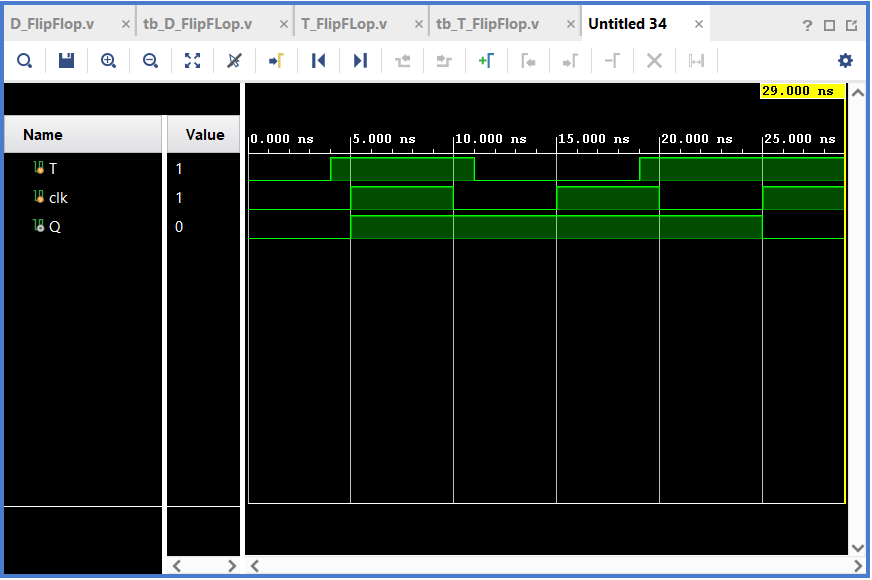 D_FlipFlop.v × tb_D_FlipFLop.v × T_FlipFLop.v × tb_T_FlipFlop.v × Untitled 34 × ?
29.000 ns
Name Value
0.000 ns 5.000 ns 10.000 ns 15.000 ns 20.000 ns 25.000 ns
T 1
clk 1
Q 0